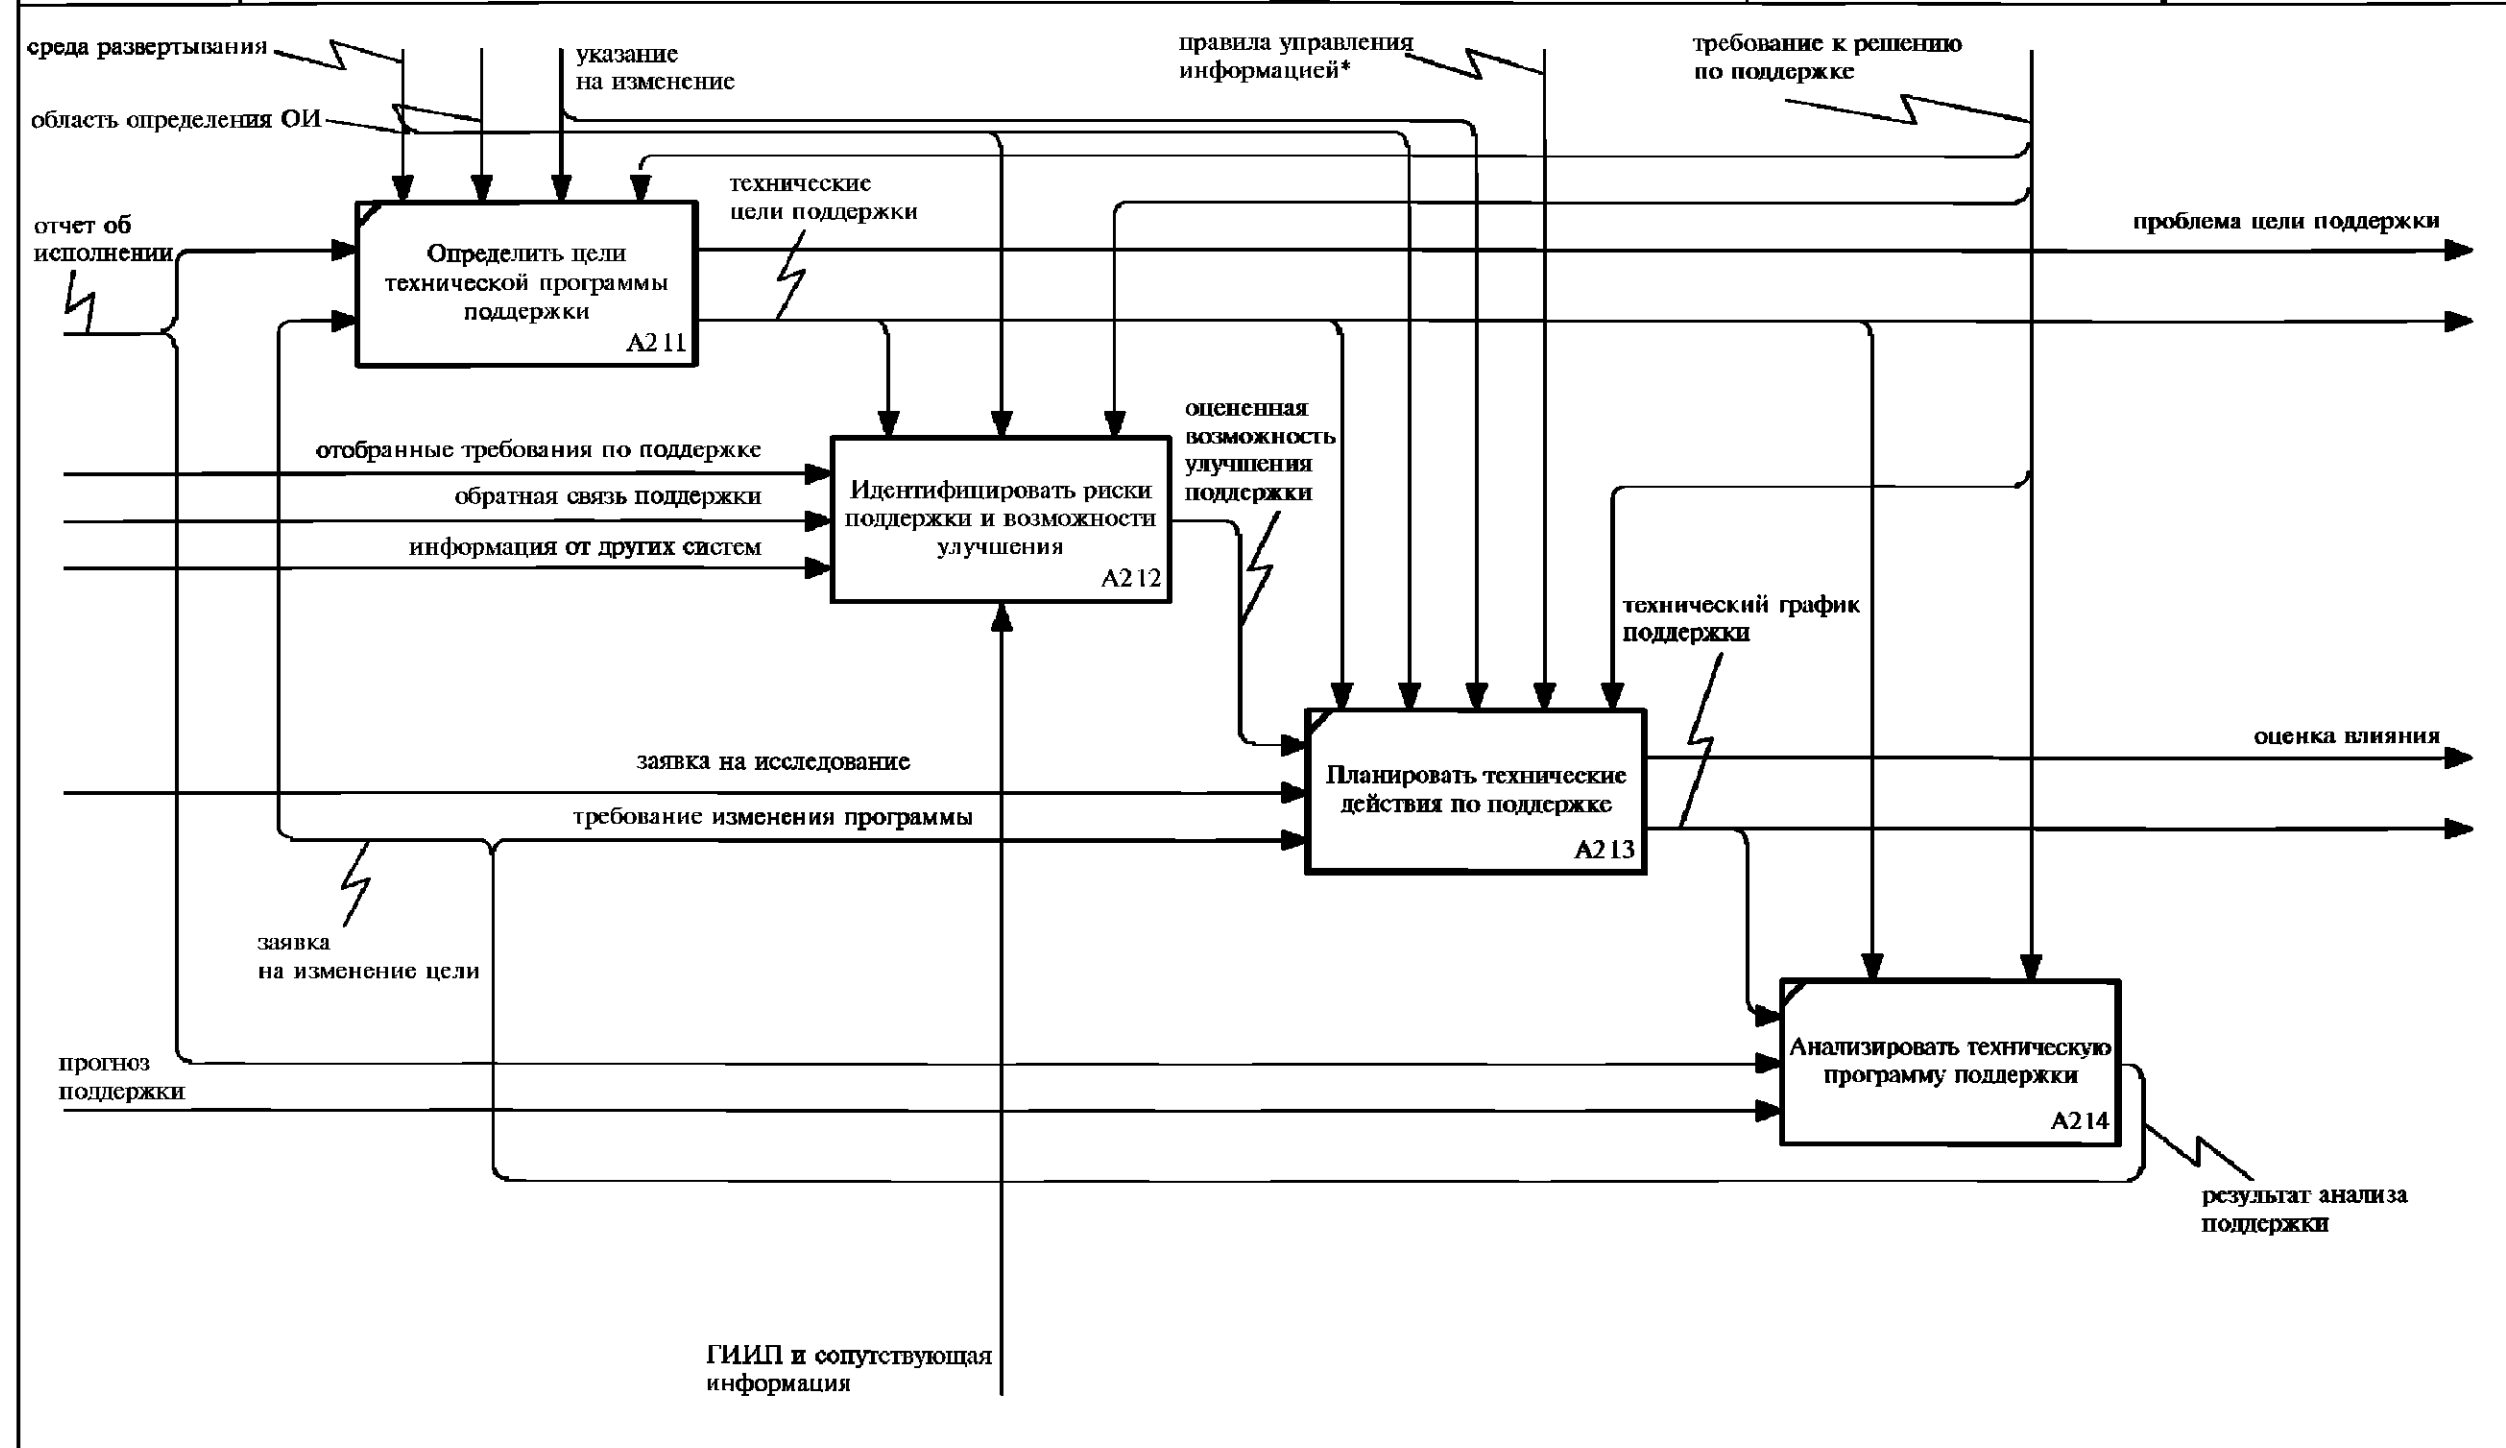 среда развертывания
указание
на изменение
правила управления
информацией*
требование к решению
по поддержке
область определения ОИ
технические
цели поддержки
отчет об
исполнении
проблема цели поддержки
Определить цели
технической программы
поддержки
А211
оцененная
возможность
улучшения
поддержки
отобранные требования по поддержке
обратная связь поддержки
информация от других систем
Идентифицировать риски
поддержки и возможности
улучшения
А212
технический график
поддержки
оценка влияния
заявка на исследование
требование изменения программы
Планировать технические
действия по поддержке
А213
заявка
на изменение цели
прогноз
поддержки
Анализировать техническую
программу поддержки
А214
результат анализа
поддержки
ГИИП и сопутствующая
информация